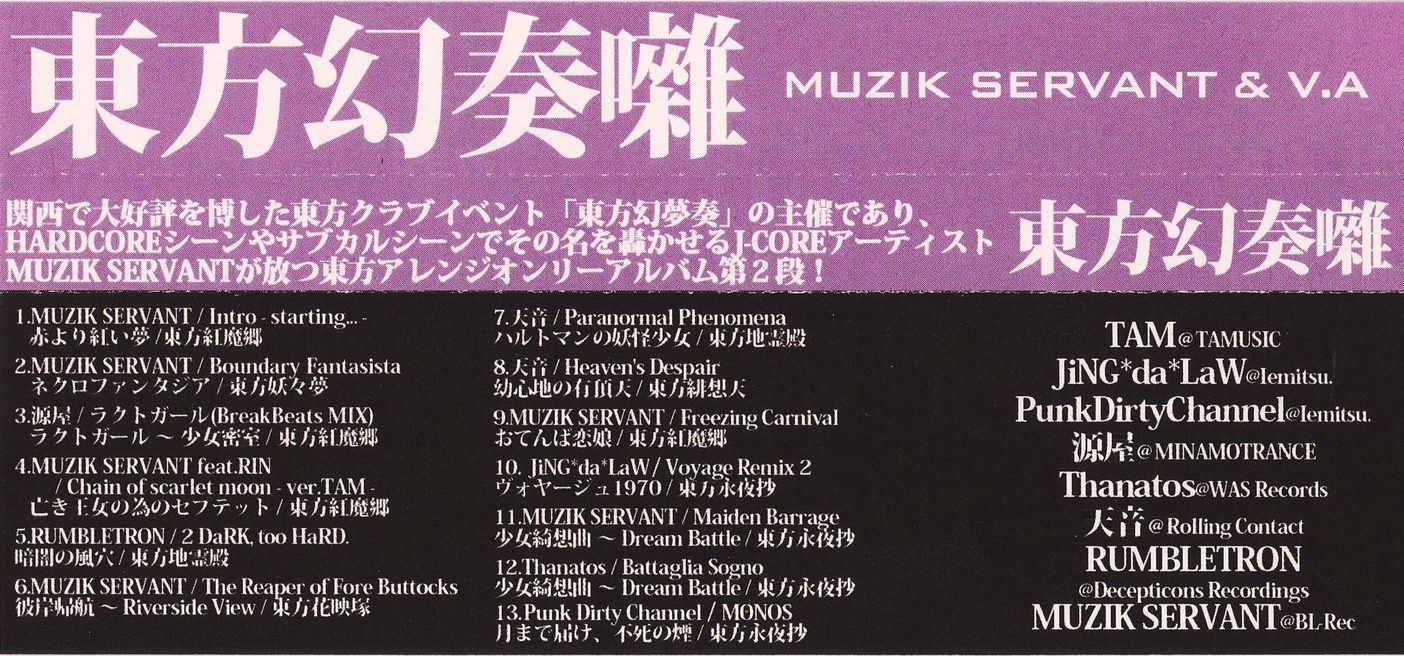 東方幻奏囃 MUZIK SERVANT & V.A
関西で大好評を博した東方クラブイベント「東方幻夢奏」の主催であり、
HARDCOREシーンやサブカルシーンでその名を轟かせるJ-COREアーティスト
MUZIK SERVANTが放つ東方アレンジオンリーアルバム第2段!
東方幻奏囃
1.MUZIK SERVANT / Intro - starting... -
赤より紅い夢 /東方紅魔郷
2.MUZIK SERVANT / Boundary Fantasista
ネクロファンタジア / 東方妖々夢
3.源屋 / ラクトガール(BreakBeats MIX)
ラクトガール ~ 少女密室 / 東方紅魔郷
4.MUZIK SERVANT feat.RIN
/ Chain of scarlet moon - ver.TAM -
亡き王女の為のセプテット / 東方紅魔郷
5.RUMBLETRON / 2 DaRK, too HaRD.
暗闇の風穴 / 東方地霊殿
6.MUZIK SERVANT / The Reaper of Fore Buttocks
彼岸帰航 ~ Riverside View / 東方花映塚
7.天音 / Paranormal Phenomena
ハルトマンの妖怪少女 / 東方地霊殿
8.天音 / Heaven's Despair
幼心地の有頂天 / 東方緋想天
9.MUZIK SERVANT / Freezing Carnival
おてんば恋娘 / 東方紅魔郷
10. JiNG*da*LaW / Voyage Remix 2
ヴォヤージュ1970 / 東方永夜抄
11.MUZIK SERVANT / Maiden Barrage
少女綺想曲 ~ Dream Battle / 東方永夜抄
12.Thanatos / Battaglia Sogno
少女綺想曲 ~ Dream Battle / 東方永夜抄
13.Punk Dirty Channel / MONOS
月まで届け、不死の煙 / 東方永夜抄
TAM@TAMUSIC
JiNG*da*LaW@Iemitsu.
PunkDirtyChannel@Iemitsu.
源屋@MINAMOTRANCE
Thanatos@WAS Records
天音@Rolling Contact
RUMBLETRON
@Decepticons Recordings
MUZIK SERVANT@BL-Rec